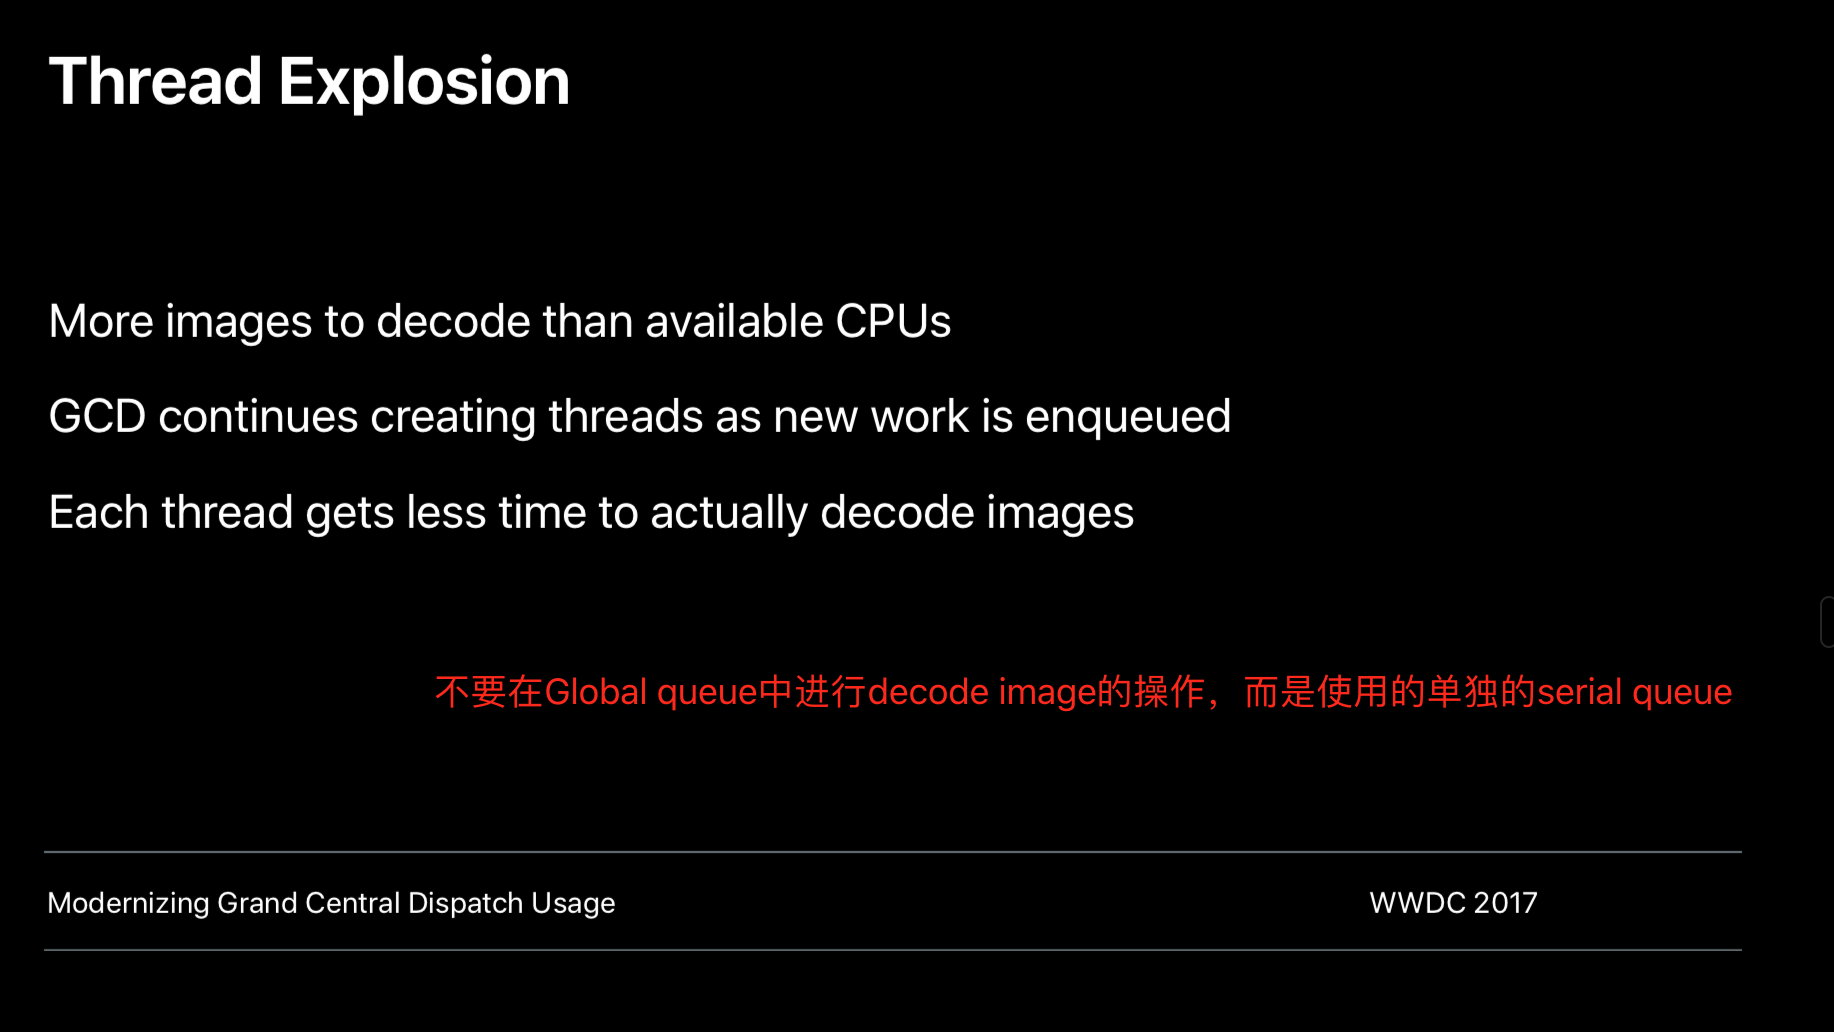 Thread Explosion
More images to decode than available CPUs
GCD continues creating threads as new work is enqueued
Each thread gets less time to actually decode images
不要在Global queue中进行decode image的操作，而是使用的单独的serial queue
Modernizing Grand Central Dispatch Usage
WWDC 2017